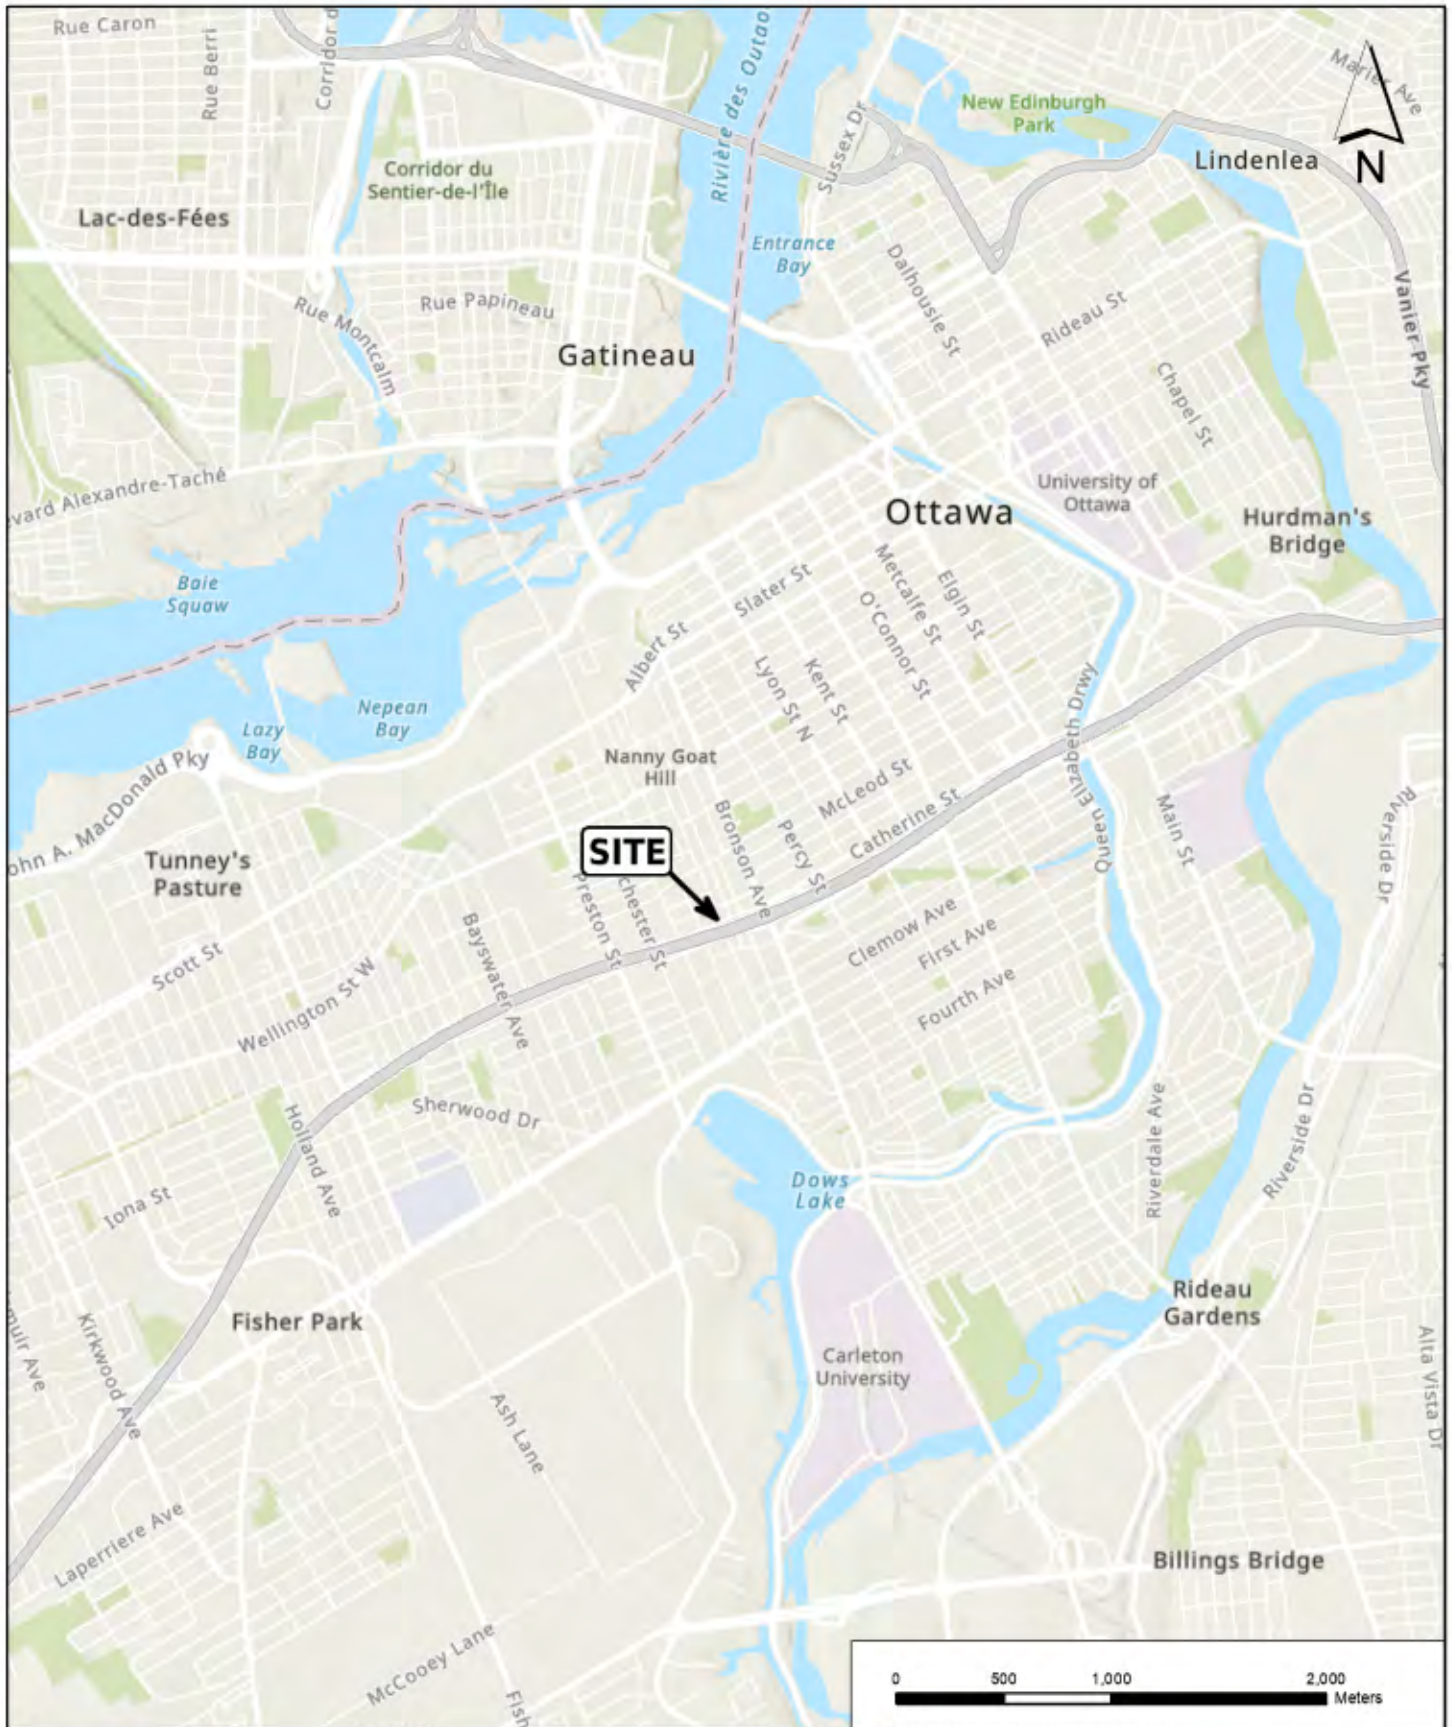 Rue Caron
Rue Berri
Corridor d
Rivière des Outao
Sussex Dr
New Edinburgh
Park
Marier Ave
N
Lindenlea
Corridor du
Sentier-de-l'Île
Lac-des-Fées
Entrance
Bay
Dalhousie St
Rideau St
Vanier Pky
Rue Montcalm
Rue Papineau
Gatineau
Chapel St
evard Alexandre-Taché
University of
Ottawa
Ottawa
Hurdman's
Bridge
Baie
Squaw
Slater St
Metcalfe St
Elgin St
O'Connor St
Albert St
Lyon St N
Kent St
Queen Elizabeth Drwy
Nepean
Bay
Lazy
Bay
Nanny Goat
Hill
ohn A. MacDonald Pky
McLeod St
Catherine St
Bronson Ave
Percy St
Main St
Riverside Dr
SITE
Tunney's
Pasture
Preston St
chester St
Bayswater Ave
Scott St
Wellington St W
Clemow Ave
First Ave
Fourth Ave
Sherwood Dr
Holland Ave
Iona St
Riverdale Ave
Riverside Dr
Dows
Lake
Rideau
Gardens
Fisher Park
muir Ave
Kirkwood Ave
Carleton
University
Alta Vista Dr
Ash Lane
Laperriere Ave
Billings Bridge
McCooey Lane
Fish
0 500 1,000 2,000
Meters